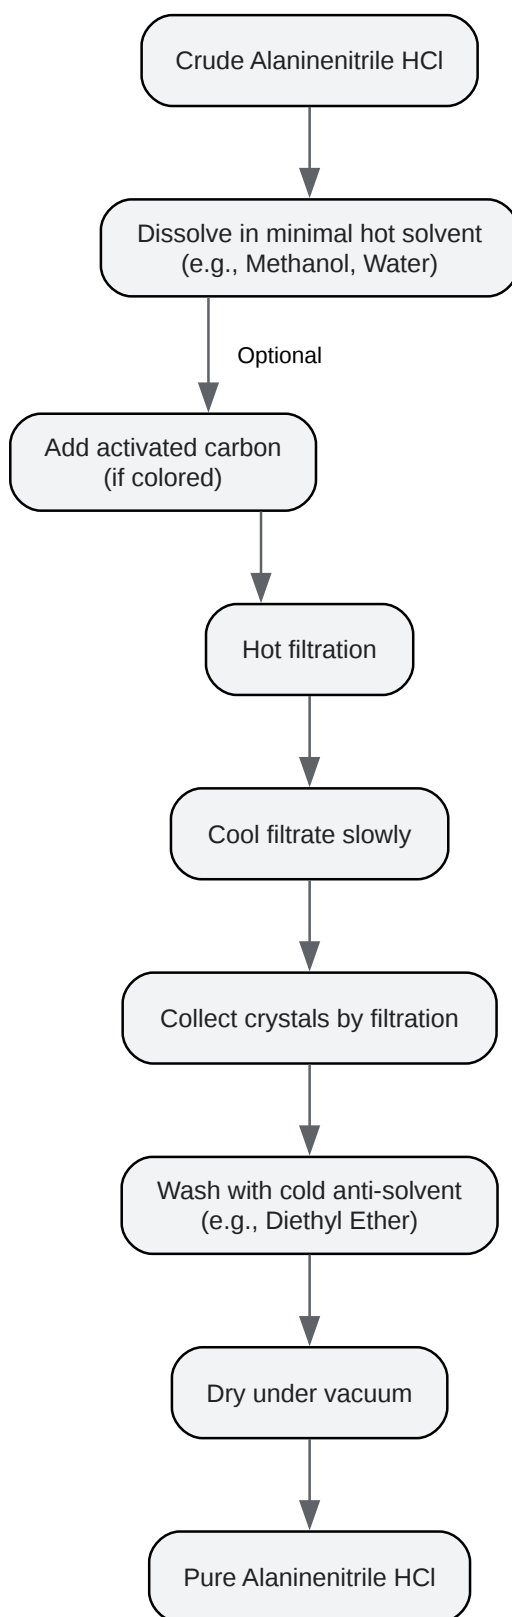 Crude Alaninenitrile HCl
Dissolve in minimal hot solvent
(e.g., Methanol, Water)
Optional
Add activated carbon
(if colored)
Hot filtration
Cool filtrate slowly
Collect crystals by filtration
Wash with cold anti-solvent
(e.g., Diethyl Ether)
Dry under vacuum
Pure Alaninenitrile HCl